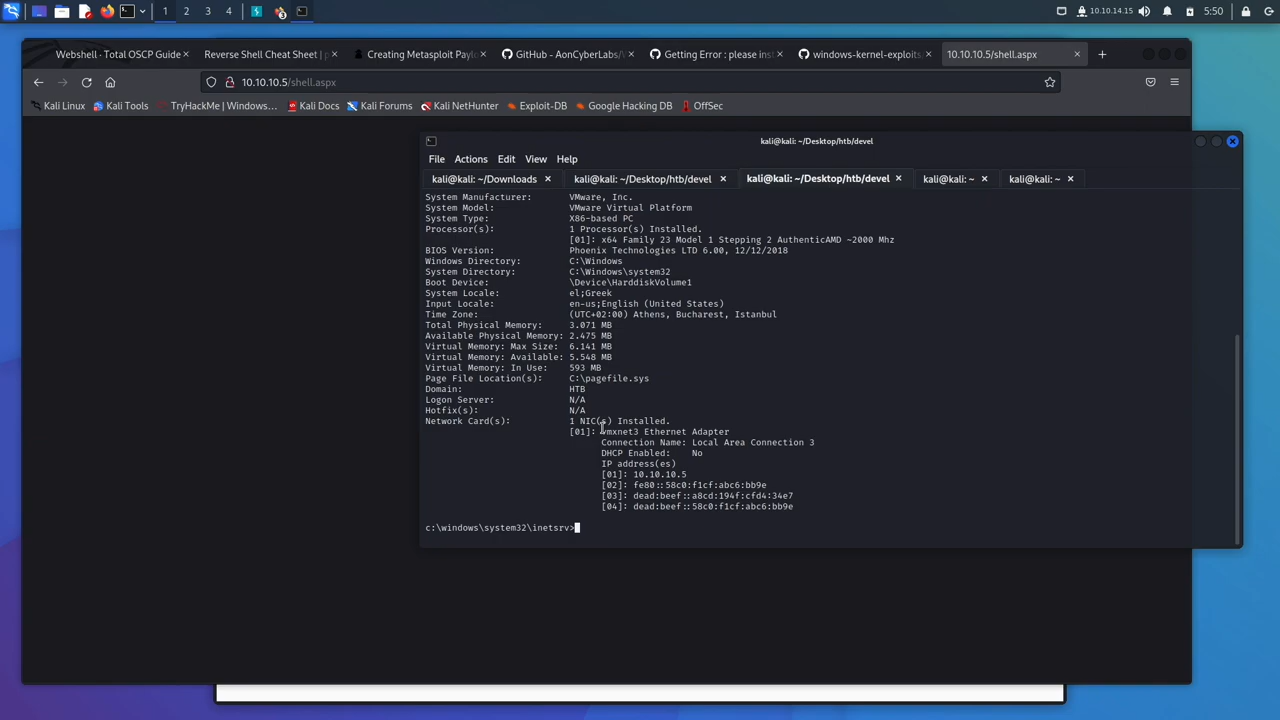 1 2 3 4 10.10.14.15 5:50
Webshell · Total OSCP Guide × Reverse Shell Cheat Sheet | p × Creating Metasploit Paylo × GitHub - AonCyberLabs/W × Getting Error : please inst × windows-kernel-exploits, × 10.10.10.5/shell.aspx ×
10.10.10.5/shell.aspx
Kali Linux Kali Tools TryHackMe | Windows… Kali Docs Kali Forums Kali NetHunter Exploit-DB Google Hacking DB OffSec
kali@kali: ~/Desktop/htb/devel
File Actions Edit View Help
kali@kali: ~/Downloads × kali@kali: ~/Desktop/htb/devel × kali@kali: ~/Desktop/htb/devel × kali@kali: ~ × kali@kali: ~ ×
System Manufacturer: VMware, Inc.
System Model: VMware Virtual Platform
System Type: X86-based PC
Processor(s): 1 Processor(s) Installed.
[01]: x64 Family 23 Model 1 Stepping 2 AuthenticAMD ~2000 Mhz
BIOS Version: Phoenix Technologies LTD 6.00, 12/12/2018
Windows Directory: C:\Windows
System Directory: C:\Windows\system32
Boot Device: \Device\HarddiskVolume1
System Locale: el;Greek
Input Locale: en-us;English (United States)
Time Zone: (UTC+02:00) Athens, Bucharest, Istanbul
Total Physical Memory: 3.071 MB
Available Physical Memory: 2.475 MB
Virtual Memory: Max Size: 6.141 MB
Virtual Memory: Available: 5.548 MB
Virtual Memory: In Use: 593 MB
Page File Location(s): C:\pagefile.sys
Domain: HTB
Logon Server: N/A
Hotfix(s): N/A
Network Card(s): 1 NIC(s) Installed.
[01]: vmxnet3 Ethernet Adapter
Connection Name: Local Area Connection 3
DHCP Enabled: No
IP address(es)
[01]: 10.10.10.5
[02]: fe80::58c0:f1cf:abc6:bb9e
[03]: dead:beef::a8cd:194f:cfd4:34e7
[04]: dead:beef::58c0:f1cf:abc6:bb9e
c:\windows\system32\inetsrv>